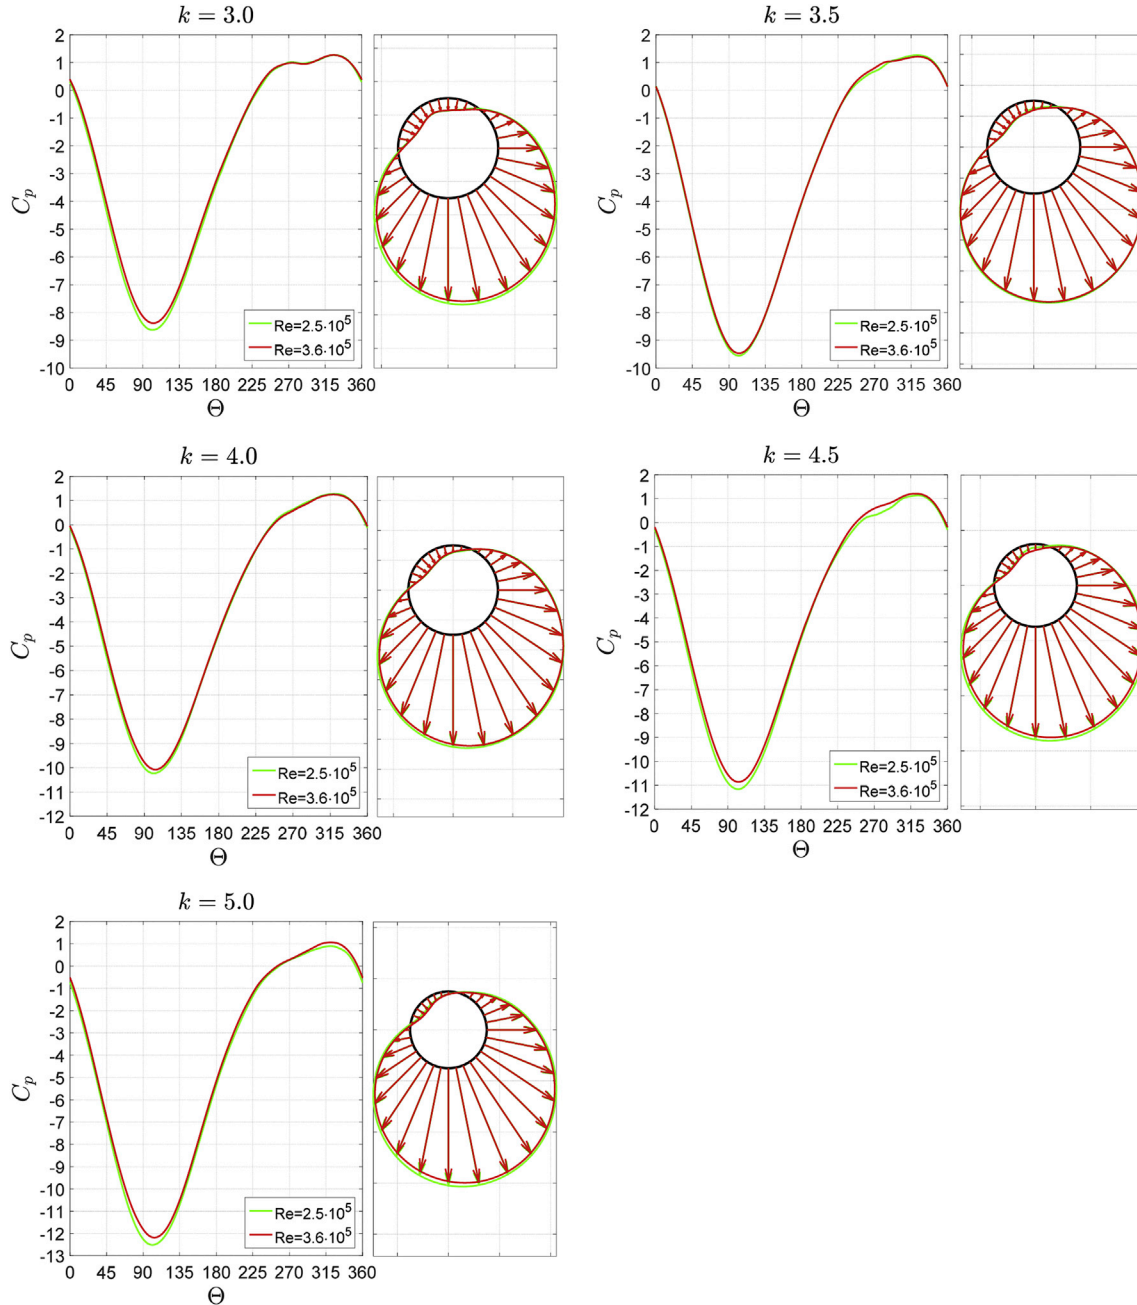 k = 3.0
2
1
0
-1
-2
-3
-4
-5
-6
-7
-8
-9
-10
C_p
Re=2.5·10^5
Re=3.6·10^5
0 45 90 135 180 225 270 315 360
Θ
k = 3.5
2
1
0
-1
-2
-3
-4
-5
-6
-7
-8
-9
-10
C_p
Re=2.5·10^5
Re=3.6·10^5
0 45 90 135 180 225 270 315 360
Θ
k = 4.0
2
1
0
-1
-2
-3
-4
-5
-6
-7
-8
-9
-10
-11
-12
C_p
Re=2.5·10^5
Re=3.6·10^5
0 45 90 135 180 225 270 315 360
Θ
k = 4.5
2
1
0
-1
-2
-3
-4
-5
-6
-7
-8
-9
-10
-11
-12
C_p
Re=2.5·10^5
Re=3.6·10^5
0 45 90 135 180 225 270 315 360
Θ
k = 5.0
2
1
0
-1
-2
-3
-4
-5
-6
-7
-8
-9
-10
-11
-12
-13
C_p
Re=2.5·10^5
Re=3.6·10^5
0 45 90 135 180 225 270 315 360
Θ